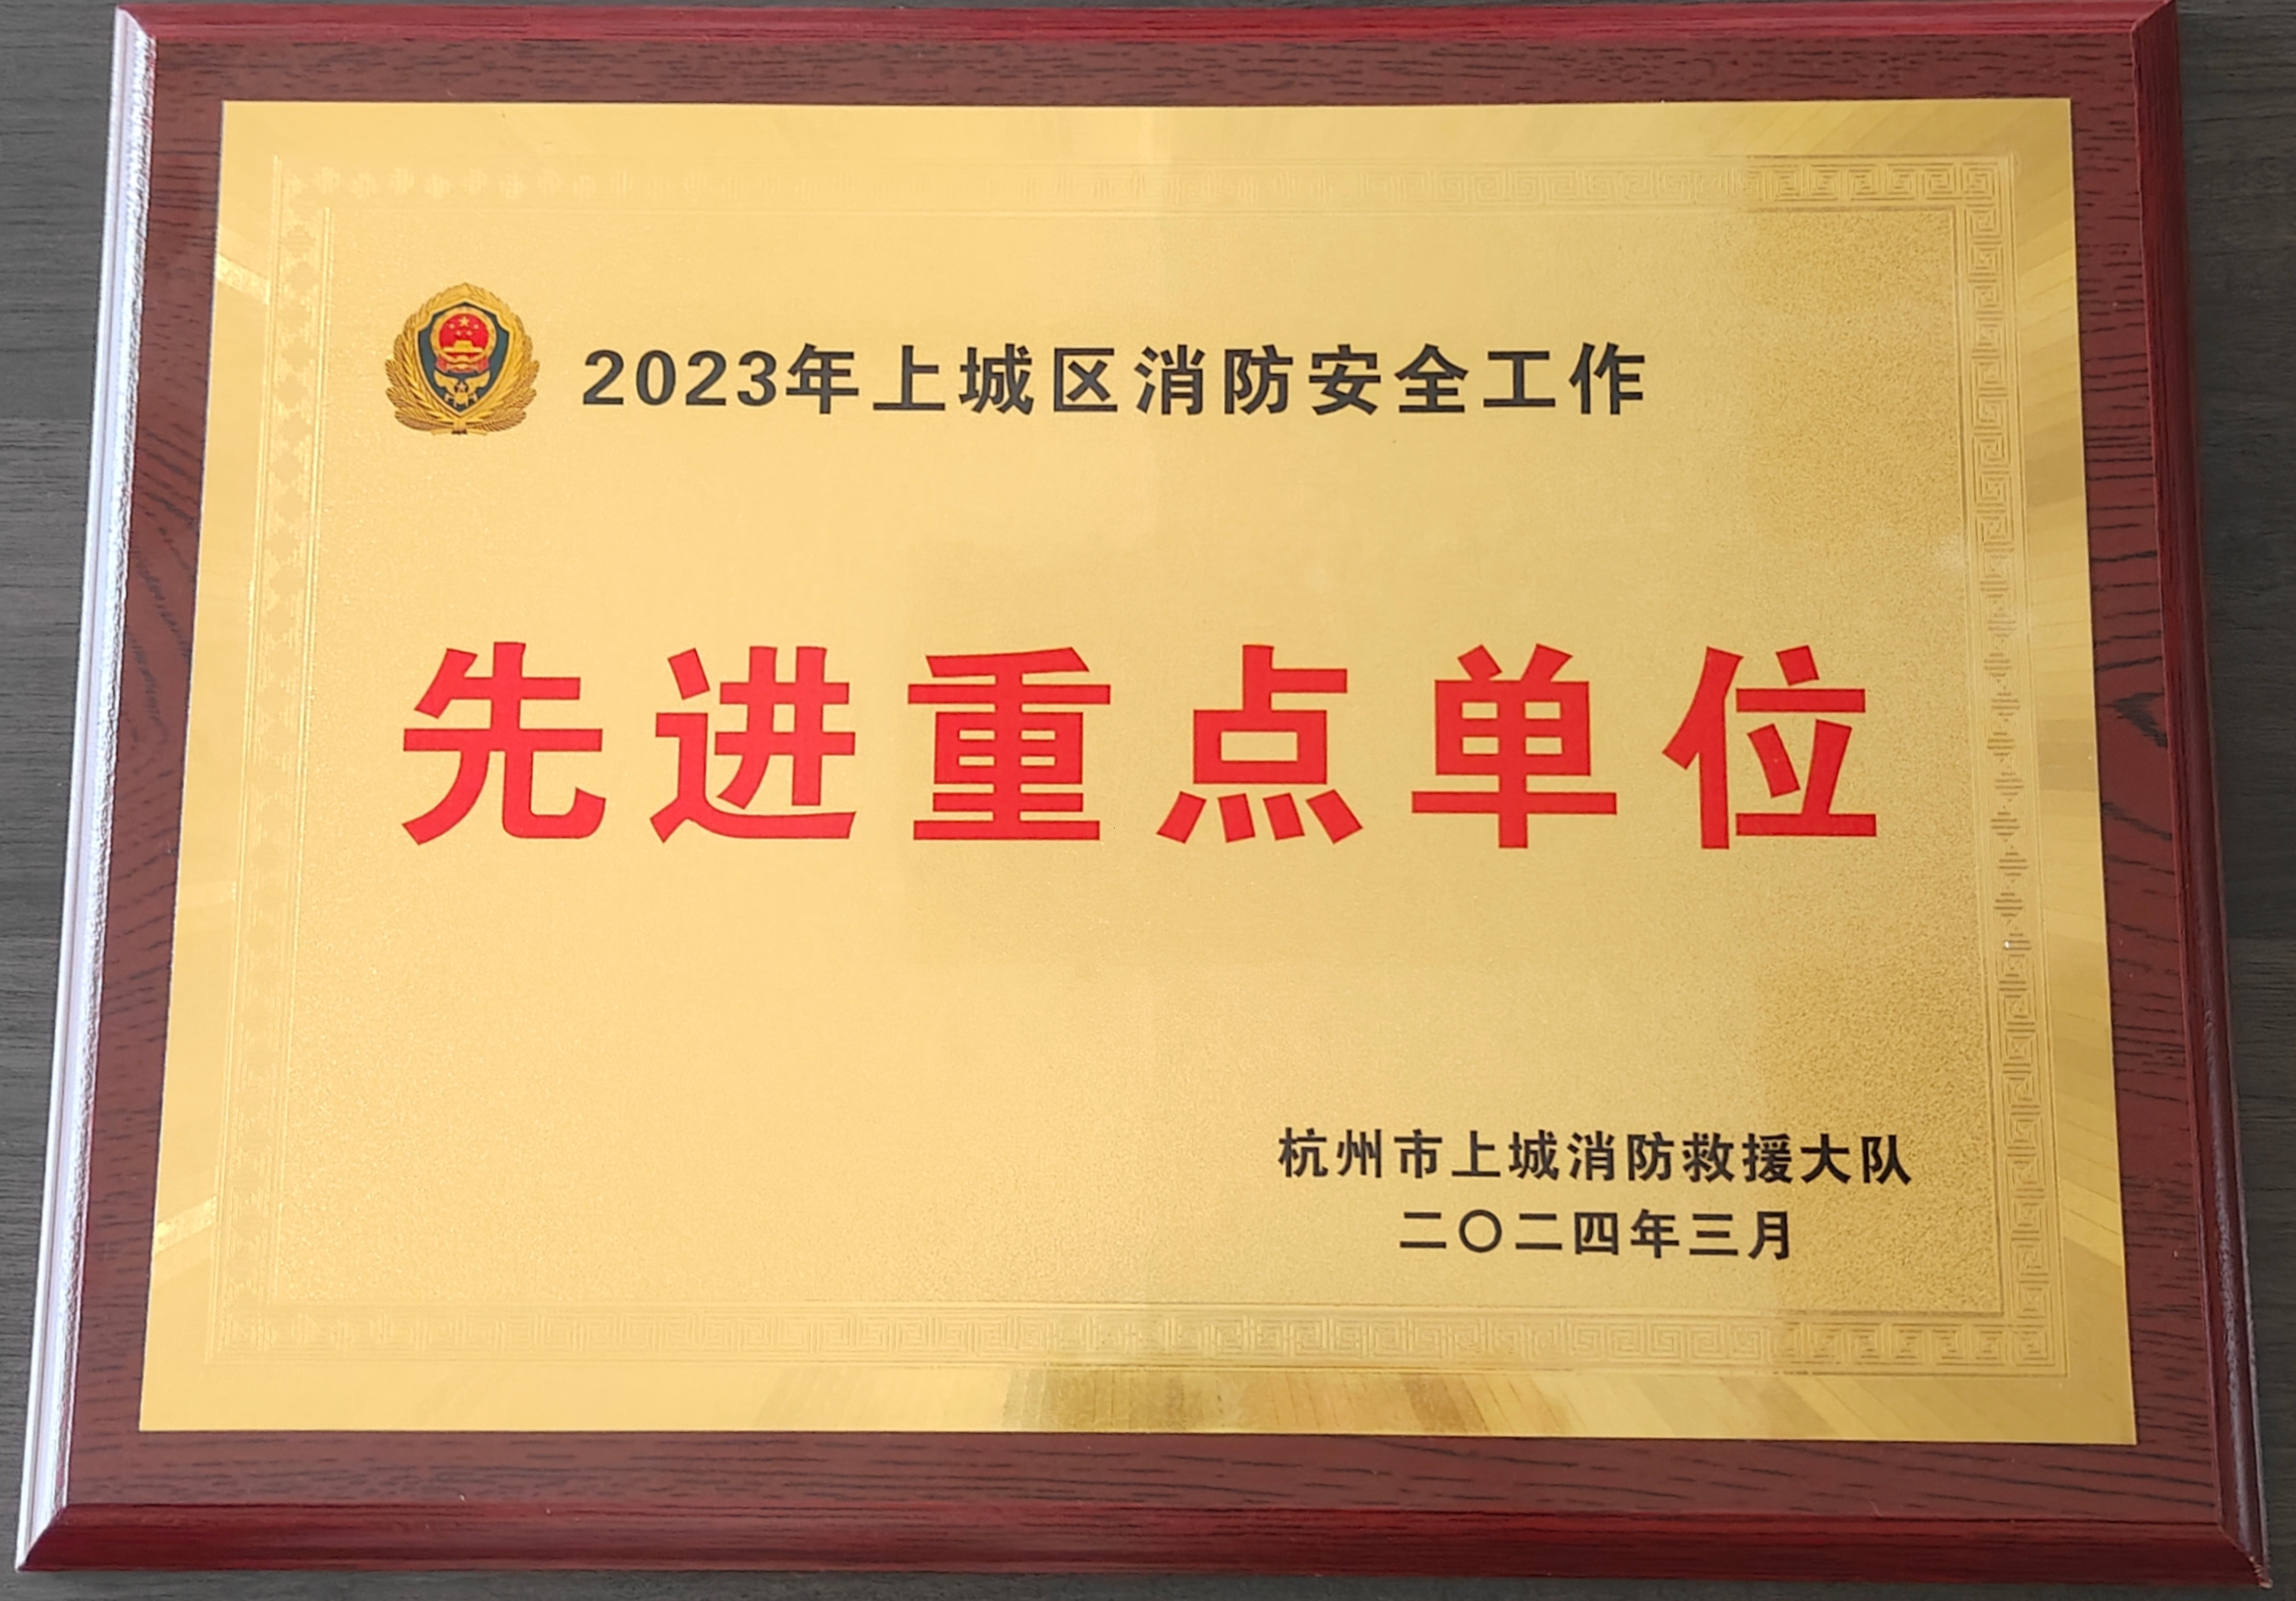 2023年上城区消防安全工作
先进重点单位
杭州市上城消防救援大队
二〇二四年三月